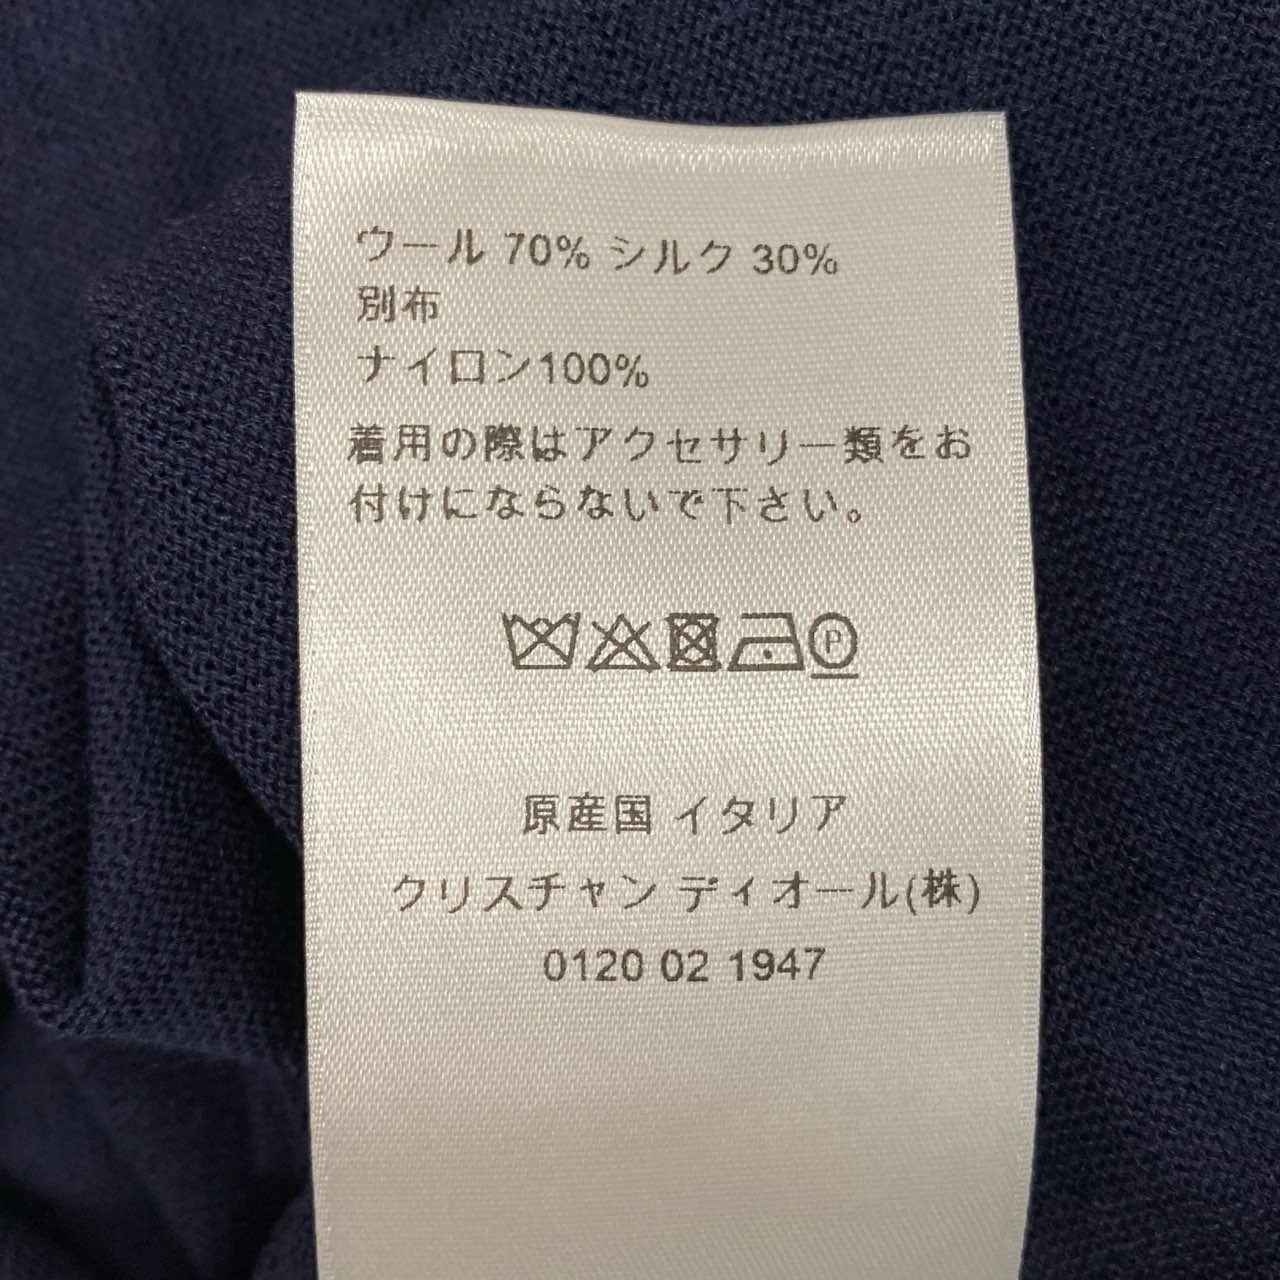 ウール 70% シルク 30%
別布
ナイロン100%
着用の際はアクセサリー類をお
付けにならないで下さい。
P
原産国 イタリア
クリスチャン ディオール(株)
0120 02 1947